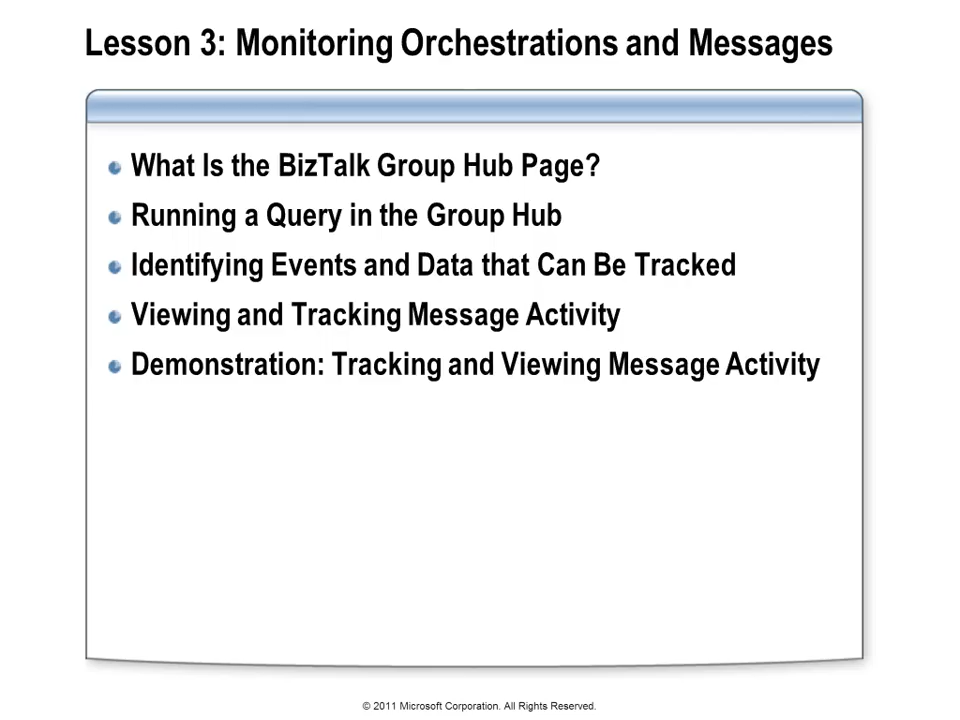 Lesson 3: Monitoring Orchestrations and Messages
What Is the BizTalk Group Hub Page?
Running a Query in the Group Hub
Identifying Events and Data that Can Be Tracked
Viewing and Tracking Message Activity
Demonstration: Tracking and Viewing Message Activity
© 2011 Microsoft Corporation. All Rights Reserved.